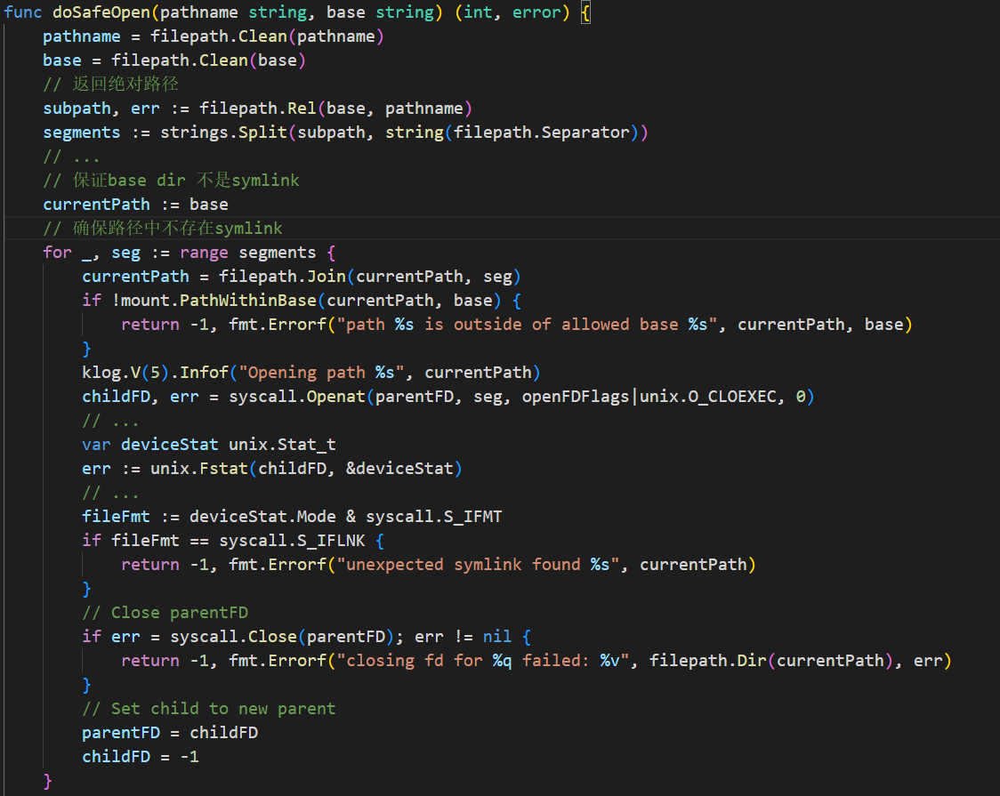 func doSafeOpen(pathname string, base string) (int, error) {
pathname = filepath.Clean(pathname)
base = filepath.Clean(base)
// 返回绝对路径
subpath, err := filepath.Rel(base, pathname)
segments := strings.Split(subpath, string(filepath.Separator))
// ...
// 保证base dir 不是symlink
currentPath := base
// 确保路径中不存在symlink
for _, seg := range segments {
currentPath = filepath.Join(currentPath, seg)
if !mount.PathWithinBase(currentPath, base) {
return -1, fmt.Errorf("path %s is outside of allowed base %s", currentPath, base)
}
klog.V(5).Infof("Opening path %s", currentPath)
childFD, err = syscall.Openat(parentFD, seg, openFDFlags|unix.O_CLOEXEC, 0)
// ...
var deviceStat unix.Stat_t
err := unix.Fstat(childFD, &deviceStat)
// ...
fileFmt := deviceStat.Mode & syscall.S_IFMT
if fileFmt == syscall.S_IFLNK {
return -1, fmt.Errorf("unexpected symlink found %s", currentPath)
}
// Close parentFD
if err = syscall.Close(parentFD); err != nil {
return -1, fmt.Errorf("closing fd for %q failed: %v", filepath.Dir(currentPath), err)
}
// Set child to new parent
parentFD = childFD
childFD = -1
}